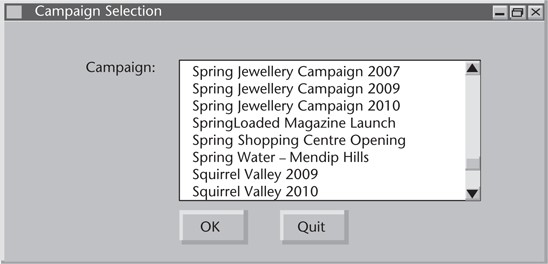 Campaign Selection
Campaign:
Spring Jewellery Campaign 2007
Spring Jewellery Campaign 2009
Spring Jewellery Campaign 2010
SpringLoaded Magazine Launch
Spring Shopping Centre Opening
Spring Water – Mendip Hills
Squirrel Valley 2009
Squirrel Valley 2010
OK
Quit